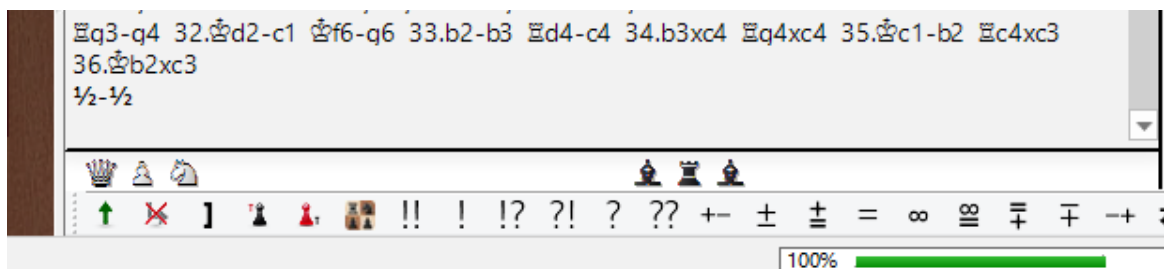 ♖g3-g4 32.♔d2-c1 ♔f6-g6 33.b2-b3 ♖d4-c4 34.b3xc4 ♖g4xc4 35.♔c1-b2 ♖c4xc3
36.♔b2xc3
½-½
] !! ! !? ?! ? ?? +− ± ⩲ = ∞ ⯹ ⩱ ∓ −+
100%